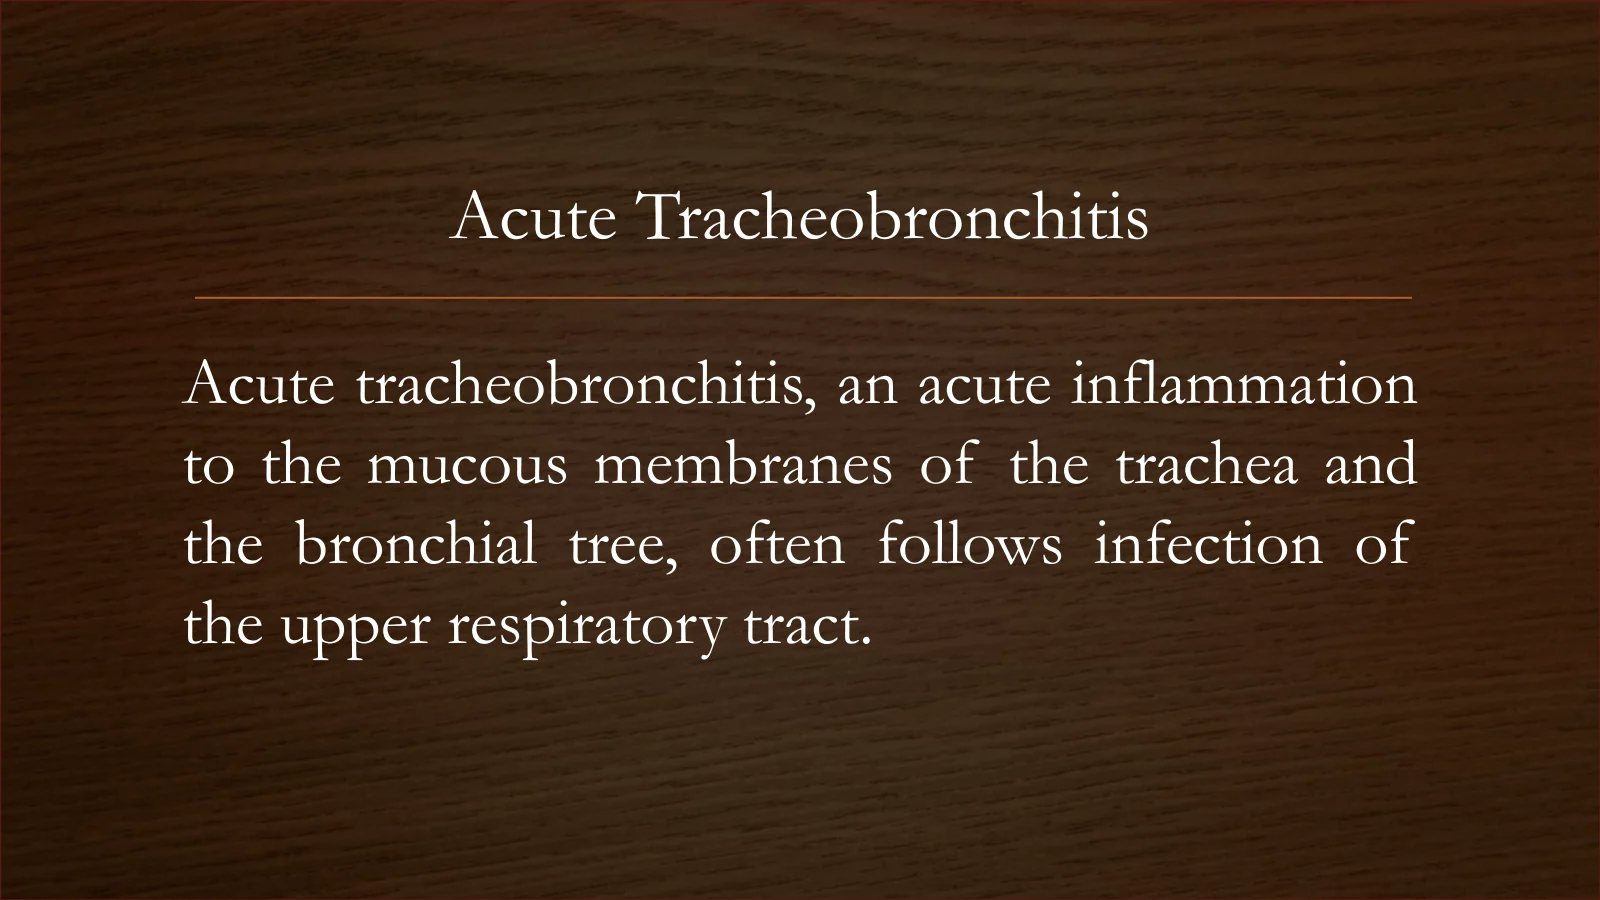 Acute Tracheobronchitis
Acute tracheobronchitis, an acute inflammation
to the mucous membranes of the trachea and
the bronchial tree, often follows infection of
the upper respiratory tract.